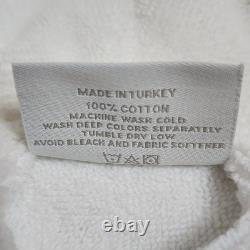 MADE IN TURKEY
100% COTTON
MACHINE WASH COLD
WASH DEEP COLORS SEPARATELY
TUMBLE DRY LOW
AVOID BLEACH AND FABRIC SOFTENER
ebay